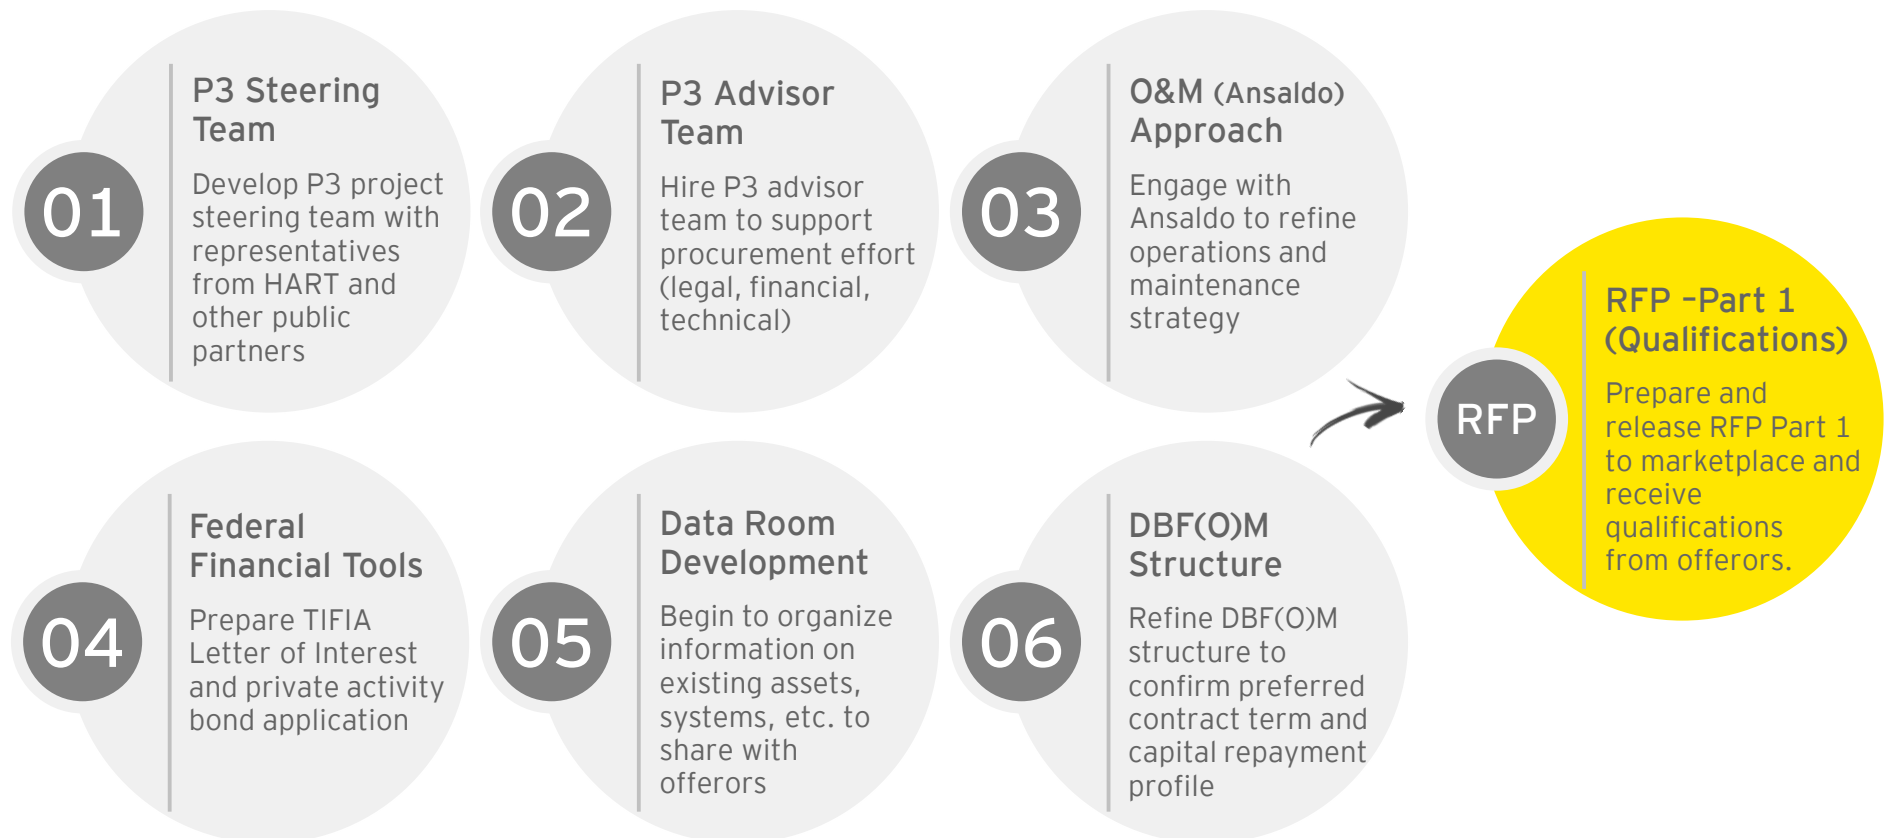 01
P3 Steering
Team
Develop P3 project
steering team with
representatives
from HART and
other public
partners
02
P3 Advisor
Team
Hire P3 advisor
team to support
procurement effort
(legal, financial,
technical)
03
O&M (Ansaldo)
Approach
Engage with
Ansaldo to refine
operations and
maintenance
strategy
04
Federal
Financial Tools
Prepare TIFIA
Letter of Interest
and private activity
bond application
05
Data Room
Development
Begin to organize
information on
existing assets,
systems, etc. to
share with
offerors
06
DBF(O)M
Structure
Refine DBF(O)M
structure to
confirm preferred
contract term and
capital repayment
profile
RFP
RFP –Part 1
(Qualifications)
Prepare and
release RFP Part 1
to marketplace and
receive
qualifications
from offerors.